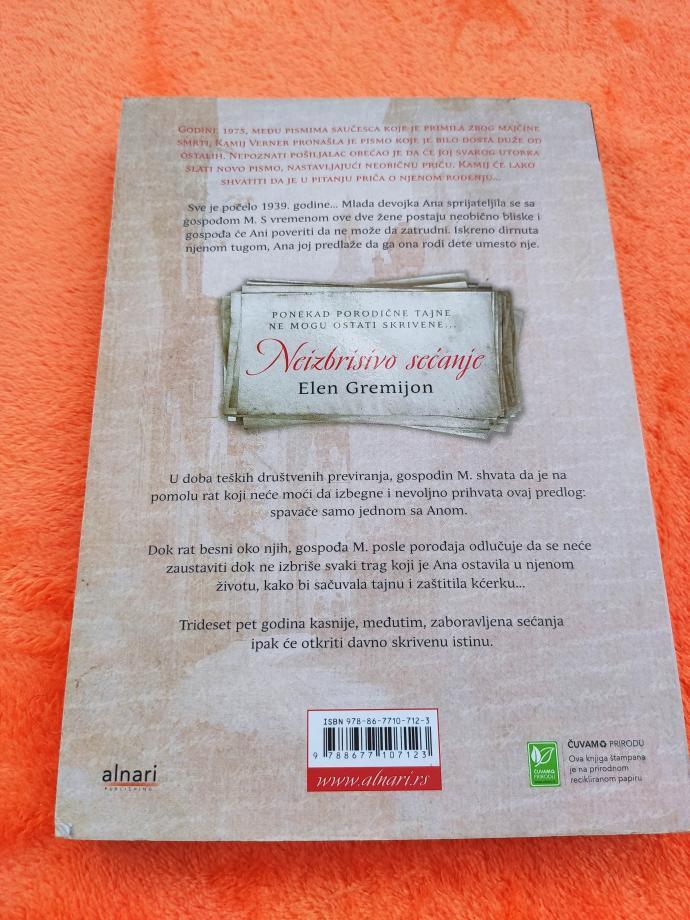 GODINE 1975, MEĐU PISMIMA SAUČEŠĆA KOJE JE PRIMILA ZBOG MAJČINE
SMRTI, KAMIJ VERNER PRONAŠLA JE PISMO KOJE JE BILO DOSTA DUŽE OD
OSTALIH. NEPOZNATI POŠILJALAC OBEĆAO JE DA ĆE JOJ SVAKOG UTORKA
SLATI NOVO PISMO, NASTAVLJAJUĆI NEOBIČNU PRIČU. KAMIJ ĆE LAKO
SHVATITI DA JE U PITANJU PRIČA O NJENOM ROĐENJU...
Sve je počelo 1939. godine... Mlada devojka Ana sprijateljila se sa
gospođom M. S vremenom ove dve žene postaju neobično bliske i
gospođa će Ani poveriti da ne može da zatrudni. Iskreno dirnuta
njenom tugom, Ana joj predlaže da ga ona rodi dete umesto nje.
PONEKAD PORODIČNE TAJNE
NE MOGU OSTATI SKRIVENE...
Neizbrisivo sećanje
Elen Gremijon
U doba teških društvenih previranja, gospodin M. shvata da je na
pomolu rat koji neće moći da izbegne i nevoljno prihvata ovaj predlog:
spavaće samo jednom sa Anom.
Dok rat besni oko njih, gospođa M. posle porođaja odlučuje da se neće
zaustaviti dok ne izbriše svaki trag koji je Ana ostavila u njenom
životu, kako bi sačuvala tajnu i zaštitila kćerku...
Trideset pet godina kasnije, međutim, zaboravljena sećanja
ipak će otkriti davno skrivenu istinu.
ISBN 978-86-7710-712-3
9 788677 107123
www.alnari.rs
alnari
PUBLISHING
ČUVAMO PRIRODU
ČUVAMO PRIRODU
Ova knjiga štampana
je na prirodnom
recikliranom papiru